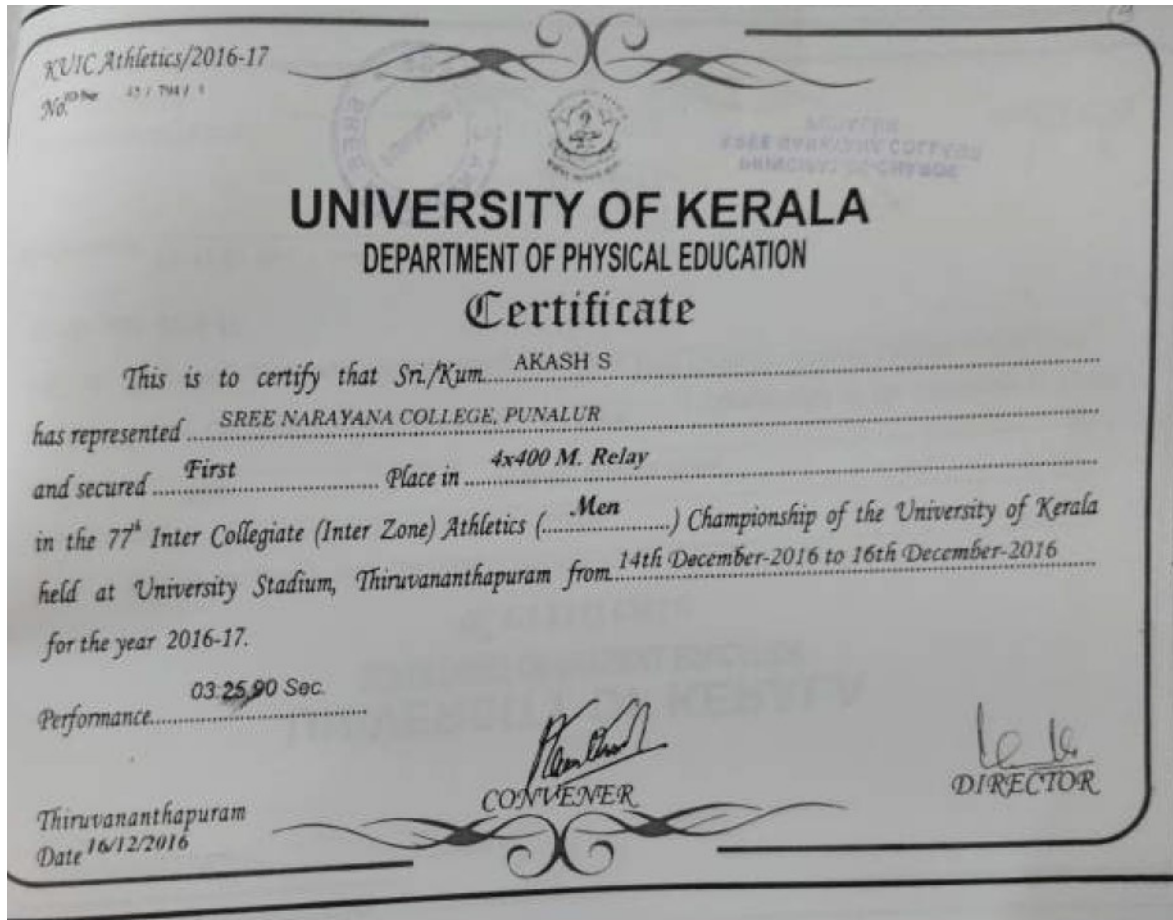 KUIC Athletics/2016-17
No.
UNIVERSITY OF KERALA
DEPARTMENT OF PHYSICAL EDUCATION
Certificate
This is to certify that Sri./Kum. AKASH S
has represented SREE NARAYANA COLLEGE, PUNALUR
and secured First Place in 4x400 M. Relay
in the 77th Inter Collegiate (Inter Zone) Athletics (Men) Championship of the University of Kerala
held at University Stadium, Thiruvananthapuram from 14th December-2016 to 16th December-2016
for the year 2016-17.
Performance 03:25.90 Sec.
CONVENER
DIRECTOR
Thiruvananthapuram
Date 16/12/2016